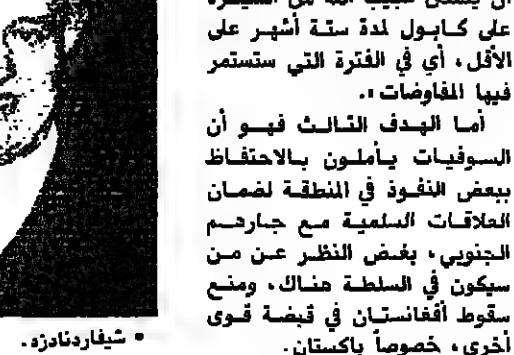 على كابول لمدة ستة أشهر على
الأقل، أي في الفترة التي ستستمر
فيها المفاوضات".
أما الهدف الثالث فهو أن
السوفيات يأملون بالاحتفاظ
ببعض النفوذ في المنطقة لضمان
العلاقات السلمية مع جارهم
الجنوبي، بغض النظر عن من
سيكون في السلطة هناك، ومنع
سقوط أفغانستان في قبضة قوى
أخرى، خصوصاً باكستان.
• شيفاردنادزه.